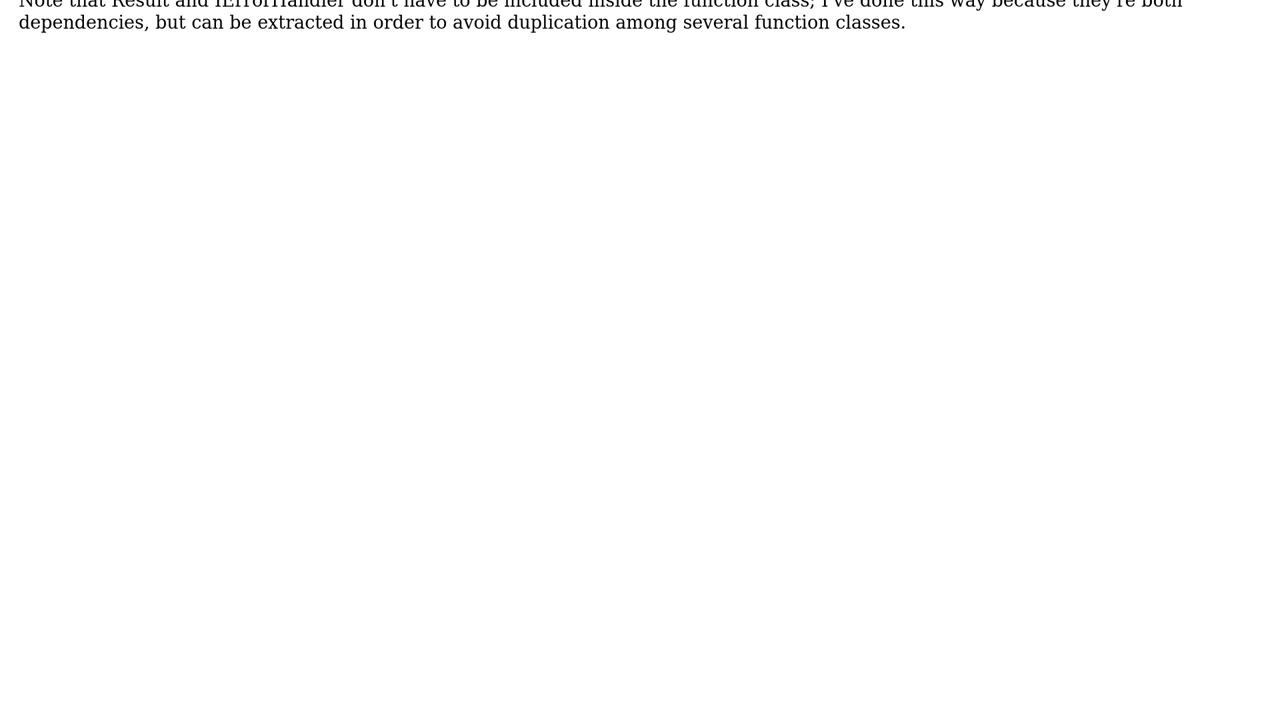 Note that Result and IErrorHandler don't have to be included inside the function class; I've done this way because they're both
dependencies, but can be extracted in order to avoid duplication among several function classes.